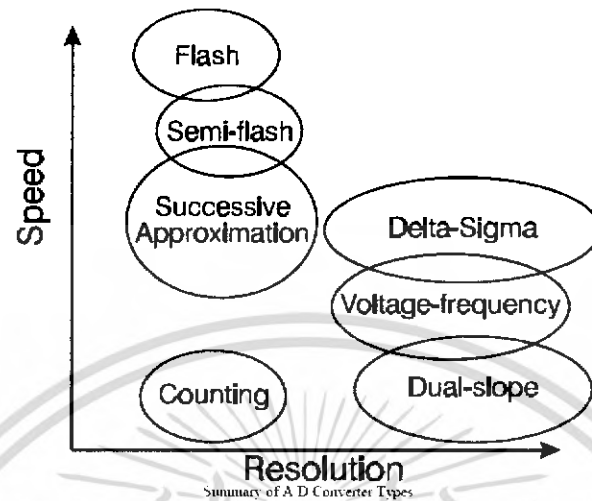 Flash
Semi-flash
Successive
Approximation
Delta-Sigma
Voltage-frequency
Counting
Dual-slope
Speed
Resolution
Summary of A D Converter Types